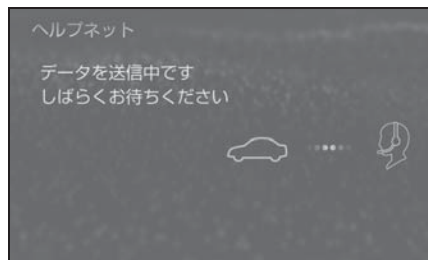 ヘルプネット
データを送信中です
しばらくお待ちください